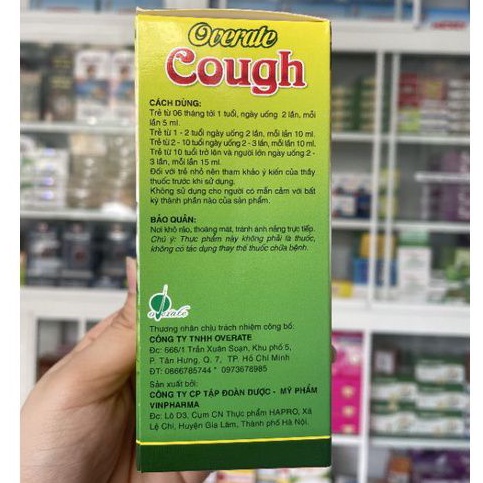 Overate
Cough
CÁCH DÙNG:
Trẻ từ 06 tháng tới 1 tuổi, ngày uống 2 lần, mỗi
lần 5 ml.
Trẻ từ 1 - 2 tuổi ngày uống 2 lần, mỗi lần 10 ml.
Trẻ từ 2 - 10 tuổi ngày uống 2 - 3 lần, mỗi lần 10 ml.
Trẻ từ 10 tuổi trở lên và người lớn ngày uống 2 -
3 lần, mỗi lần 15 ml.
Đối với trẻ nhỏ nên tham khảo ý kiến của thầy
thuốc trước khi sử dụng.
Không sử dụng cho người có mẫn cảm với bất
kỳ thành phần nào của sản phẩm.
BẢO QUẢN:
Nơi khô ráo, thoáng mát, tránh ánh nắng trực tiếp.
Chú ý: Thực phẩm này không phải là thuốc,
không có tác dụng thay thế thuốc chữa bệnh.
overate
Thương nhân chịu trách nhiệm công bố:
CÔNG TY TNHH OVERATE
Đc: 666/1 Trần Xuân Soạn, Khu phố 5,
P. Tân Hưng, Q. 7, TP. Hồ Chí Minh
ĐT: 0866785744 * 0973678985
Sản xuất bởi:
CÔNG TY CP TẬP ĐOÀN DƯỢC - MỸ PHẨM
VINPHARMA
Đc: Lô D3, Cụm CN Thực phẩm HAPRO, Xã
Lệ Chi, Huyện Gia Lâm, Thành phố Hà Nội.